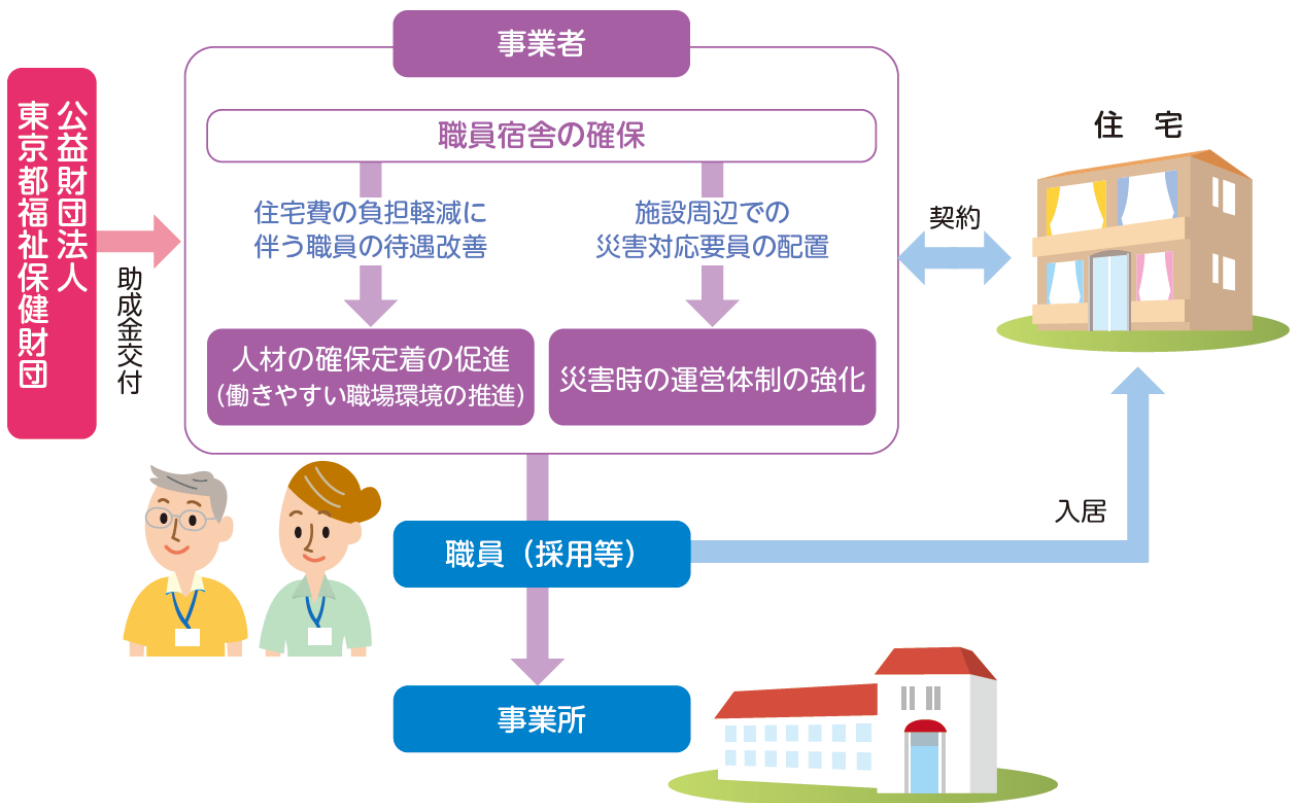 事業者
公益財団法人
東京都福祉保健財団
助成金交付
職員宿舎の確保
住宅費の負担軽減に
伴う職員の待遇改善
施設周辺での
災害対応要員の配置
人材の確保定着の促進
(働きやすい職場環境の推進)
災害時の運営体制の強化
契約
住　宅
入居
職員（採用等）
事業所